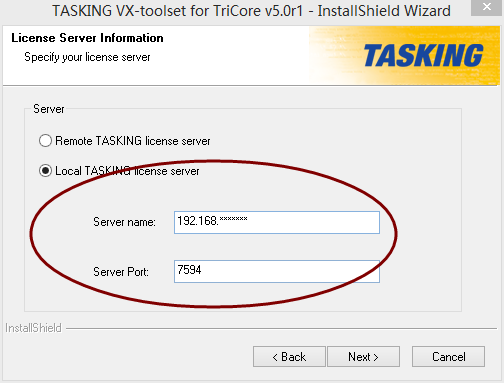 TASKING VX-toolset for TriCore v5.0r1 - InstallShield Wizard
License Server Information
Specify your license server
TASKING
Server
Remote TASKING license server
Local TASKING license server
Server name:
192.168.*******
Server Port:
7594
InstallShield
< Back
Next >
Cancel